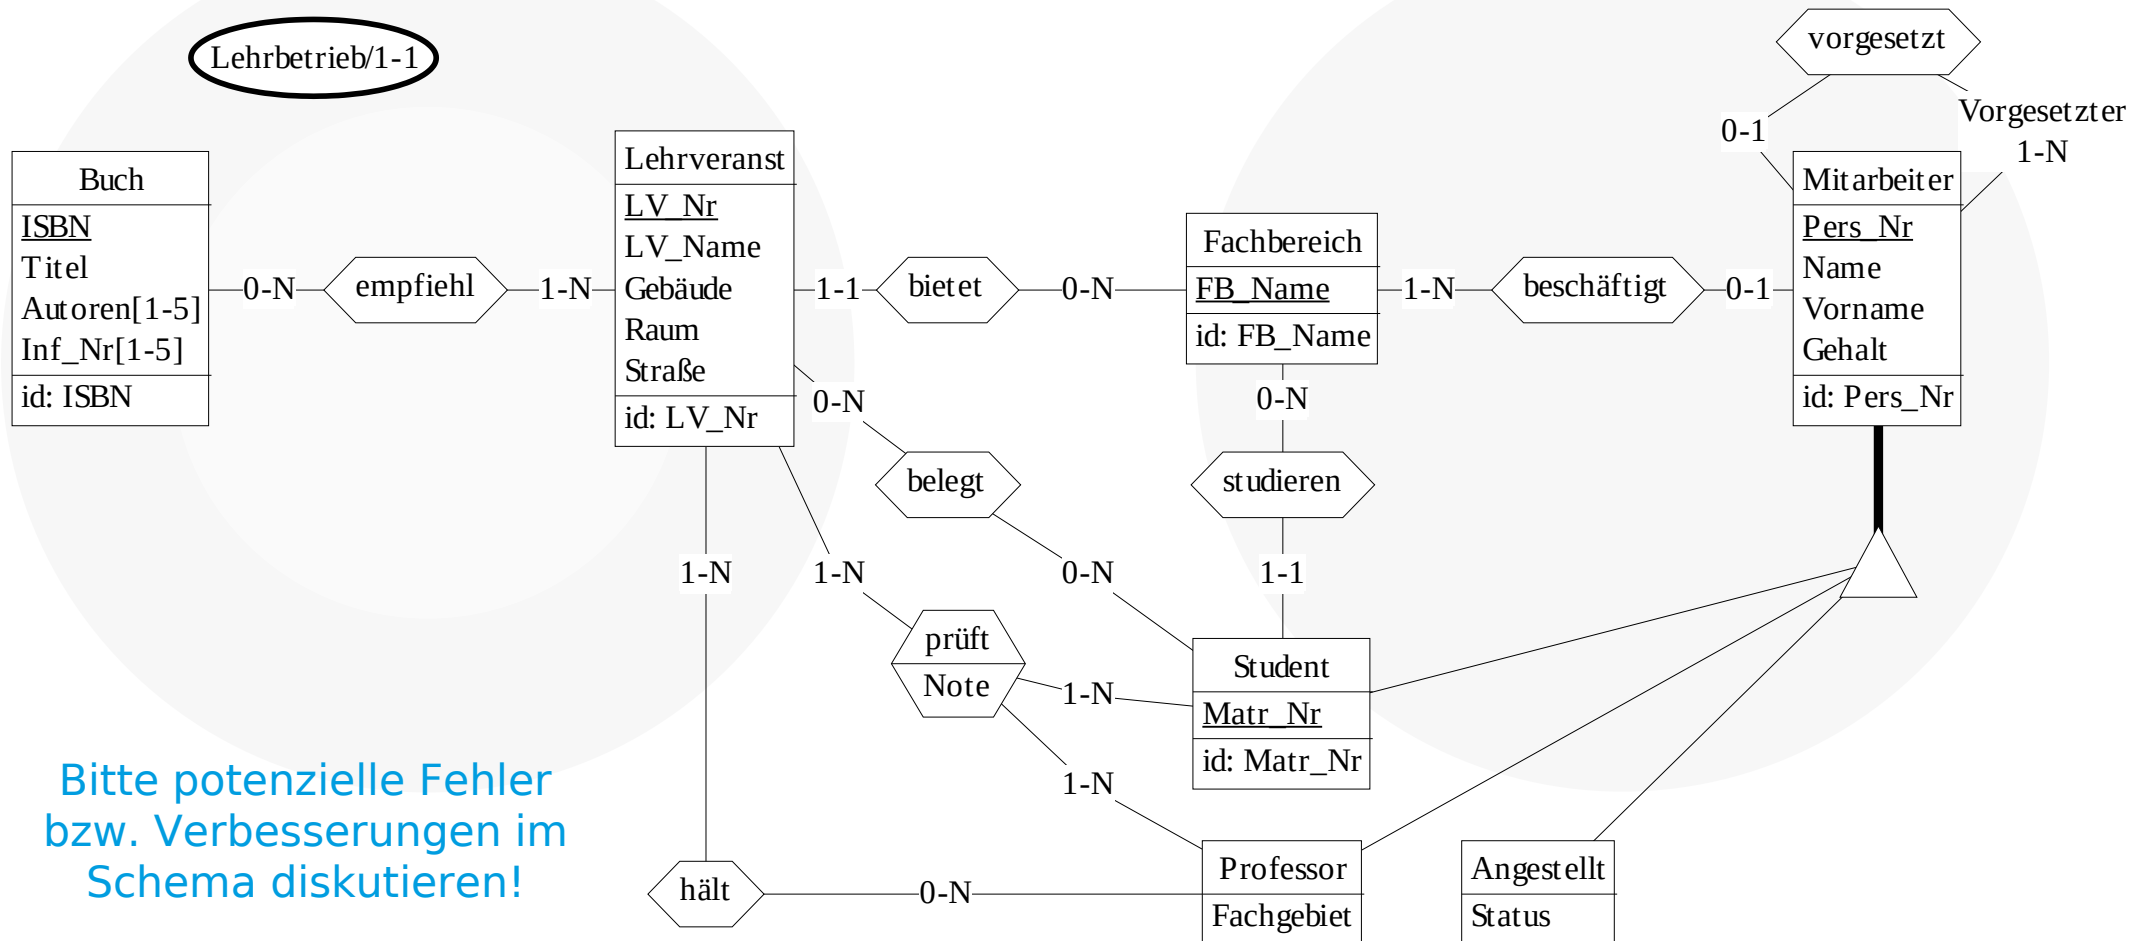 Lehrbetrieb/1-1
vorgesetzt
0-1
Vorgesetzter
1-N
Buch
ISBN
Titel
Autoren[1-5]
Inf_Nr[1-5]
id: ISBN
0-N
empfiehl
1-N
Lehrveranst
LV_Nr
LV_Name
Gebäude
Raum
Straße
id: LV_Nr
1-1
bietet
0-N
Fachbereich
FB_Name
id: FB_Name
1-N
beschäftigt
0-1
Mitarbeiter
Pers_Nr
Name
Vorname
Gehalt
id: Pers_Nr
0-N
belegt
0-N
0-N
studieren
1-1
1-N
1-N
prüft
Note
1-N
1-N
Student
Matr_Nr
id: Matr_Nr
Bitte potenzielle Fehler
bzw. Verbesserungen im
Schema diskutieren!
hält
0-N
Professor
Fachgebiet
Angestellt
Status